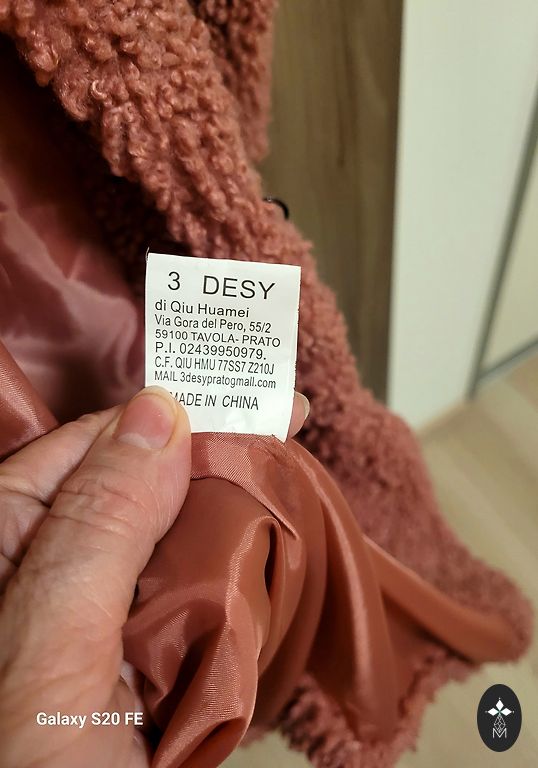 3 DESY
di Qiu Huamei
Via Gora del Pero, 55/2
59100 TAVOLA- PRATO
P.I. 02439950979.
C.F. QIU HMU 77SS7 Z210J
MAIL 3desypratogmail.com
MADE IN CHINA
Galaxy S20 FE
M